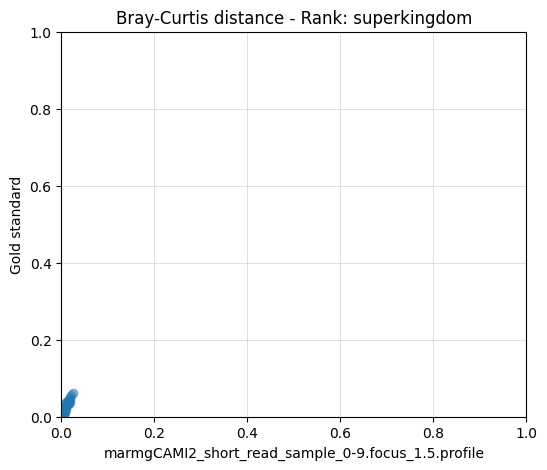 Bray-Curtis distance - Rank: superkingdom
1.0
0.8
0.6
0.4
0.2
0.0
Gold standard
0.0 0.2 0.4 0.6 0.8 1.0
marmgCAMI2_short_read_sample_0-9.focus_1.5.profile